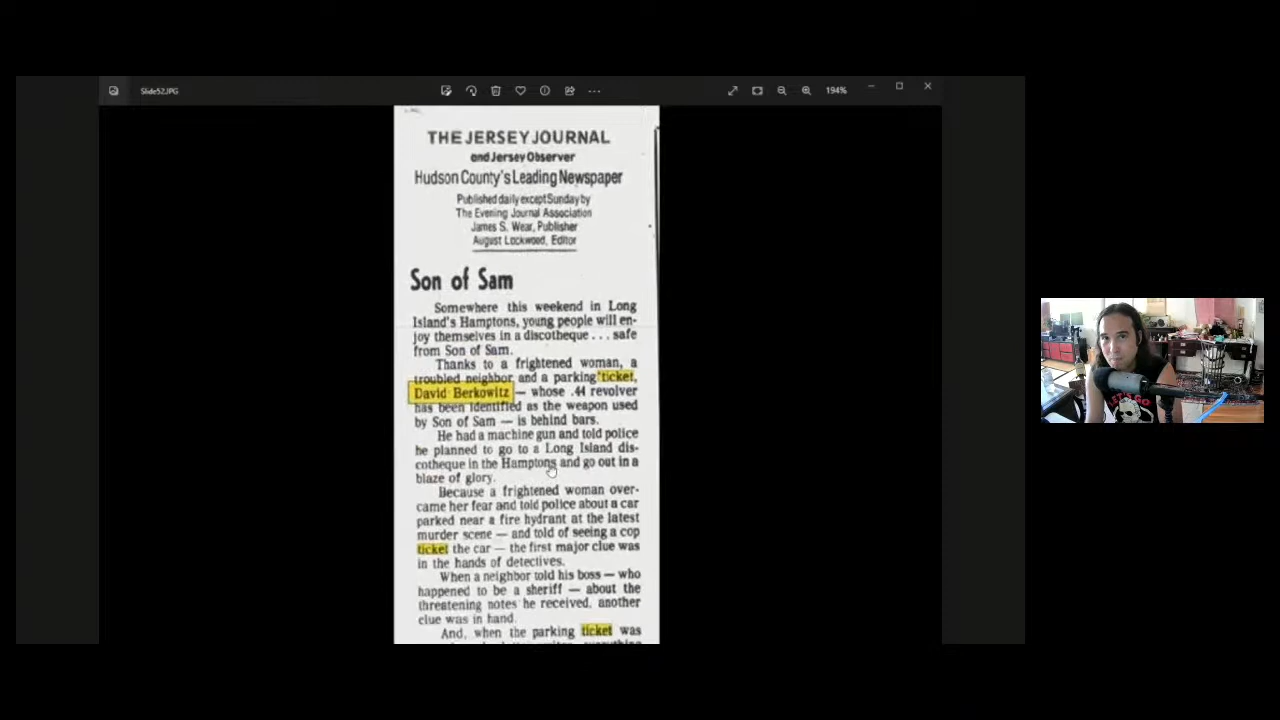 Slide52.JPG
194%
THE JERSEY JOURNAL
and Jersey Observer
Hudson County's Leading Newspaper
Published daily except Sunday by
The Evening Journal Association
James S. Wear, Publisher
August Lockwood, Editor
Son of Sam
Somewhere this weekend in Long
Island's Hamptons, young people will en-
joy themselves in a discotheque . . . safe
from Son of Sam.
Thanks to a frightened woman, a
troubled neighbor and a parking ticket,
David Berkowitz — whose .44 revolver
has been identified as the weapon used
by Son of Sam — is behind bars.
He had a machine gun and told police
he planned to go to a Long Island dis-
cotheque in the Hamptons and go out in a
blaze of glory.
Because a frightened woman over-
came her fear and told police about a car
parked near a fire hydrant at the latest
murder scene — and told of seeing a cop
ticket the car — the first major clue was
in the hands of detectives.
When a neighbor told his boss — who
happened to be a sheriff — about the
threatening notes he received, another
clue was in hand.
And, when the parking ticket was